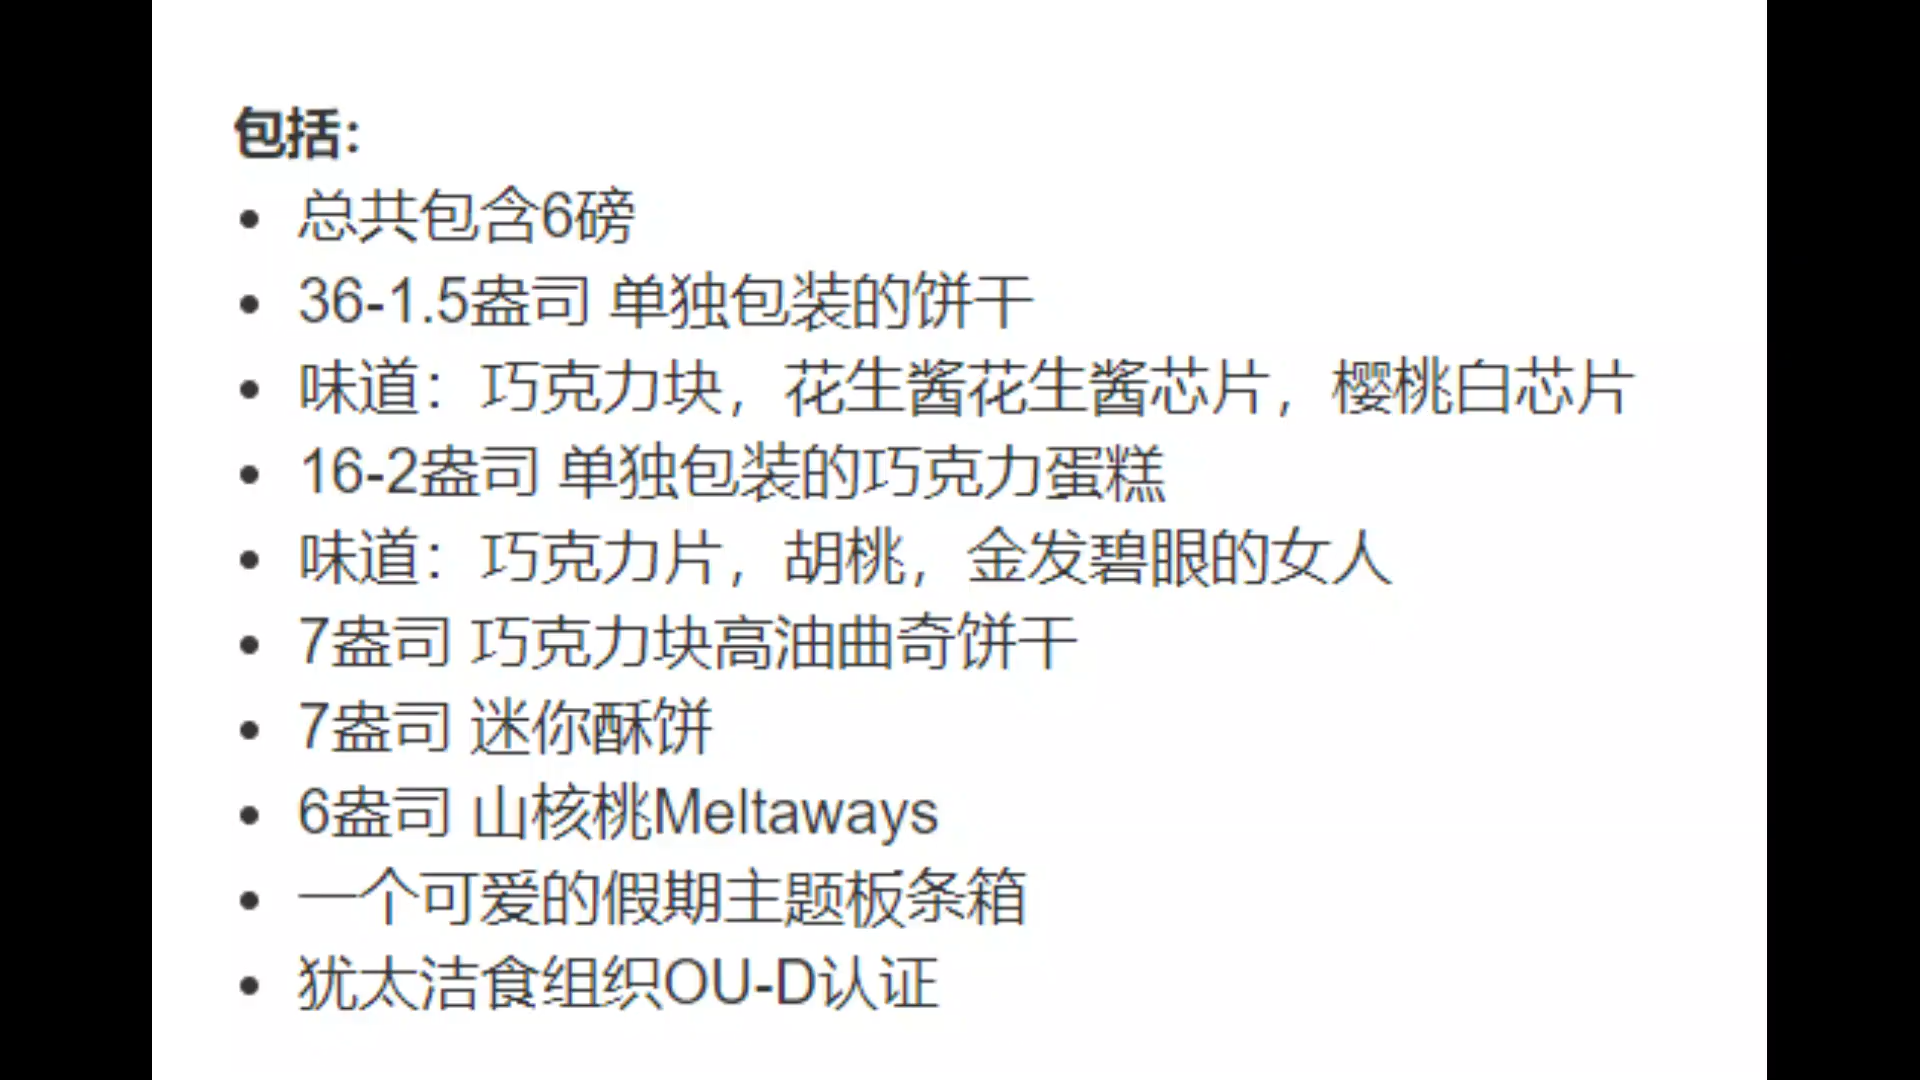 包括:
总共包含6磅
36-1.5盎司 单独包装的饼干
味道：巧克力块，花生酱花生酱芯片，樱桃白芯片
16-2盎司 单独包装的巧克力蛋糕
味道：巧克力片，胡桃，金发碧眼的女人
7盎司 巧克力块高油曲奇饼干
7盎司 迷你酥饼
6盎司 山核桃Meltaways
一个可爱的假期主题板条箱
犹太洁食组织OU-D认证